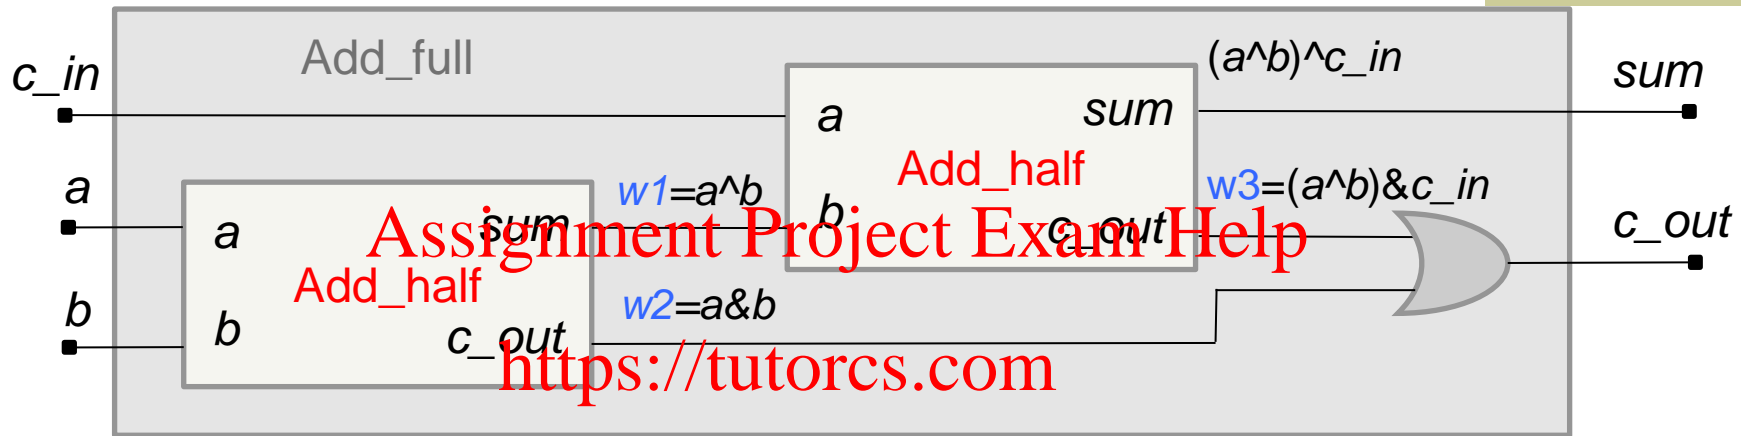 Add_full
c_in
(a^b)^c_in
sum
a
sum
a
w1=a^b
Add_half
w3=(a^b)&c_in
b
c_out
c_out
a
sum
Assignment Project Exam Help
Add_half
b
w2=a&b
b
c_out
https://tutorcs.com